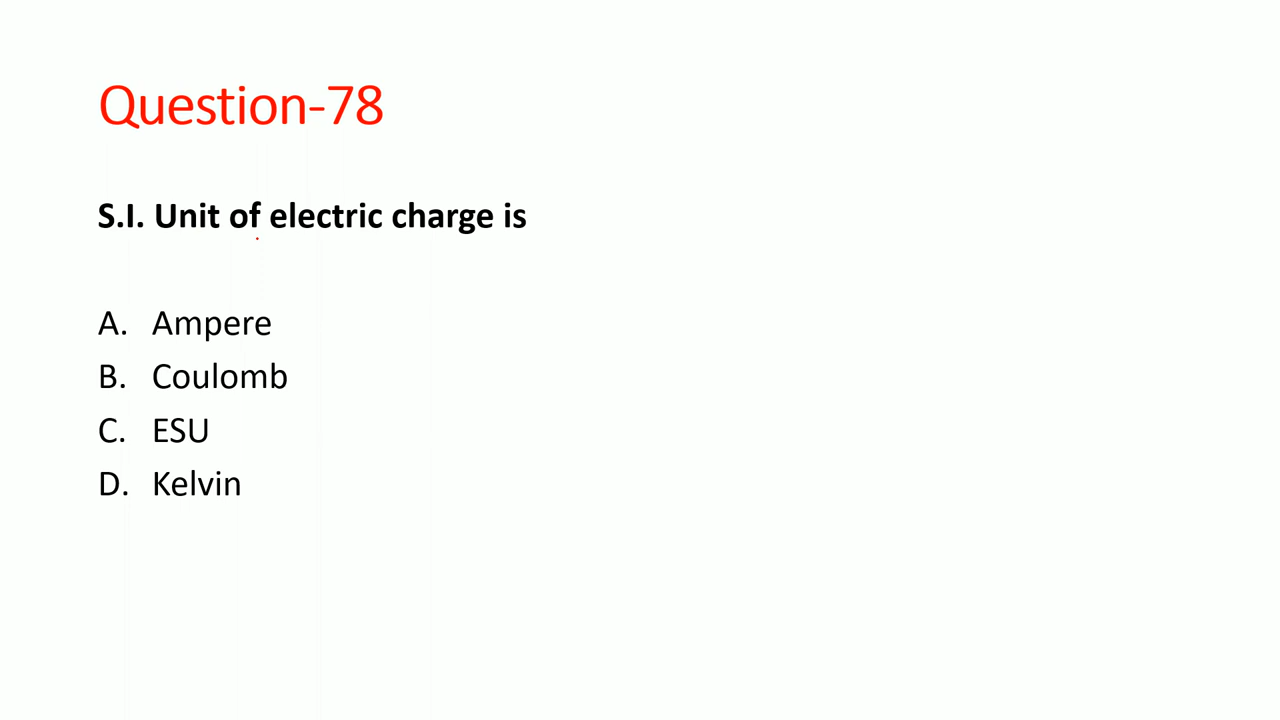 Question-78
S.I. Unit of electric charge is
A. Ampere
B. Coulomb
C. ESU
D. Kelvin